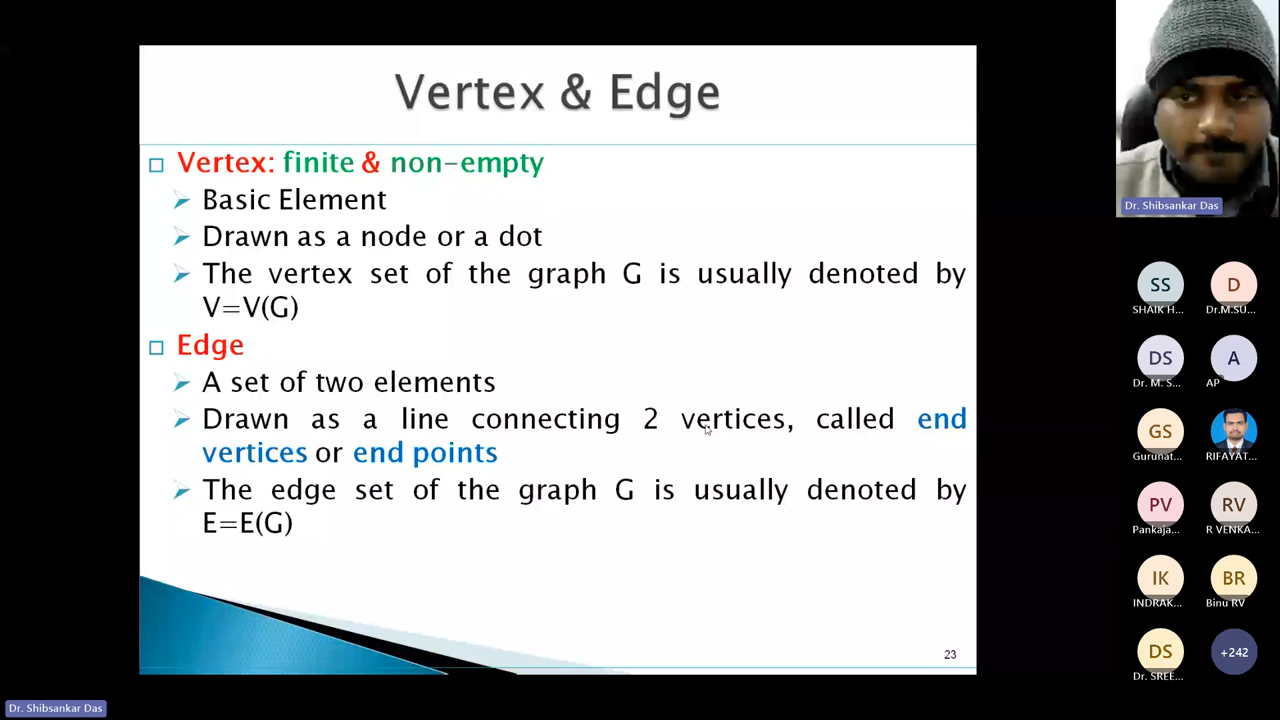 Vertex & Edge
Vertex: finite & non-empty
Basic Element
Drawn as a node or a dot
The vertex set of the graph G is usually denoted by
V=V(G)
Edge
A set of two elements
Drawn as a line connecting 2 vertices, called end
vertices or end points
The edge set of the graph G is usually denoted by
E=E(G)
23
Dr. Shibsankar Das
SS
SHAIK H...
D
Dr.M.SU...
DS
Dr. M. S...
A
AP
GS
Gurunat...
RIFAYAT...
PV
Pankaja...
RV
R VENKA...
IK
INDRAK...
BR
Binu RV
DS
Dr. SREE...
+242
Dr. Shibsankar Das